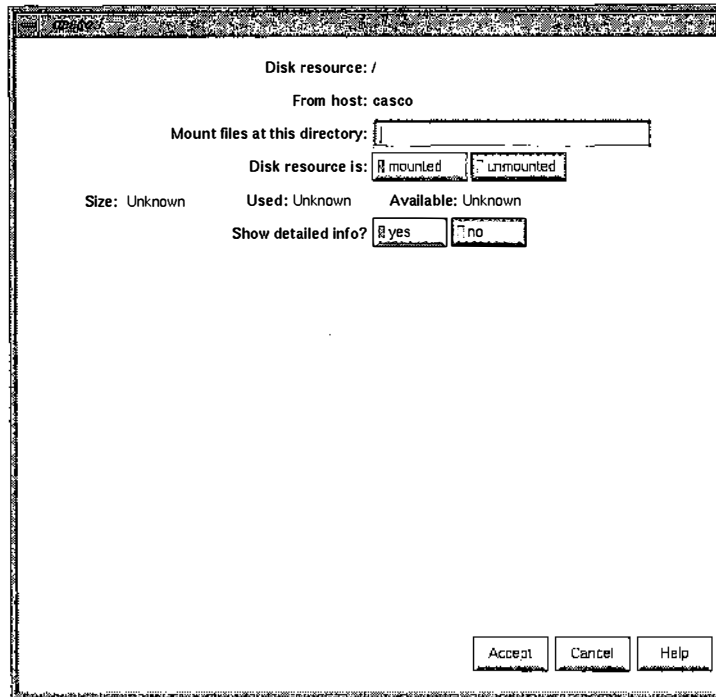 Disk resource: /
From host: casco
Mount files at this directory:
Disk resource is: mounted unmounted
Size: Unknown Used: Unknown Available: Unknown
Show detailed info? yes no
Accept Cancel Help